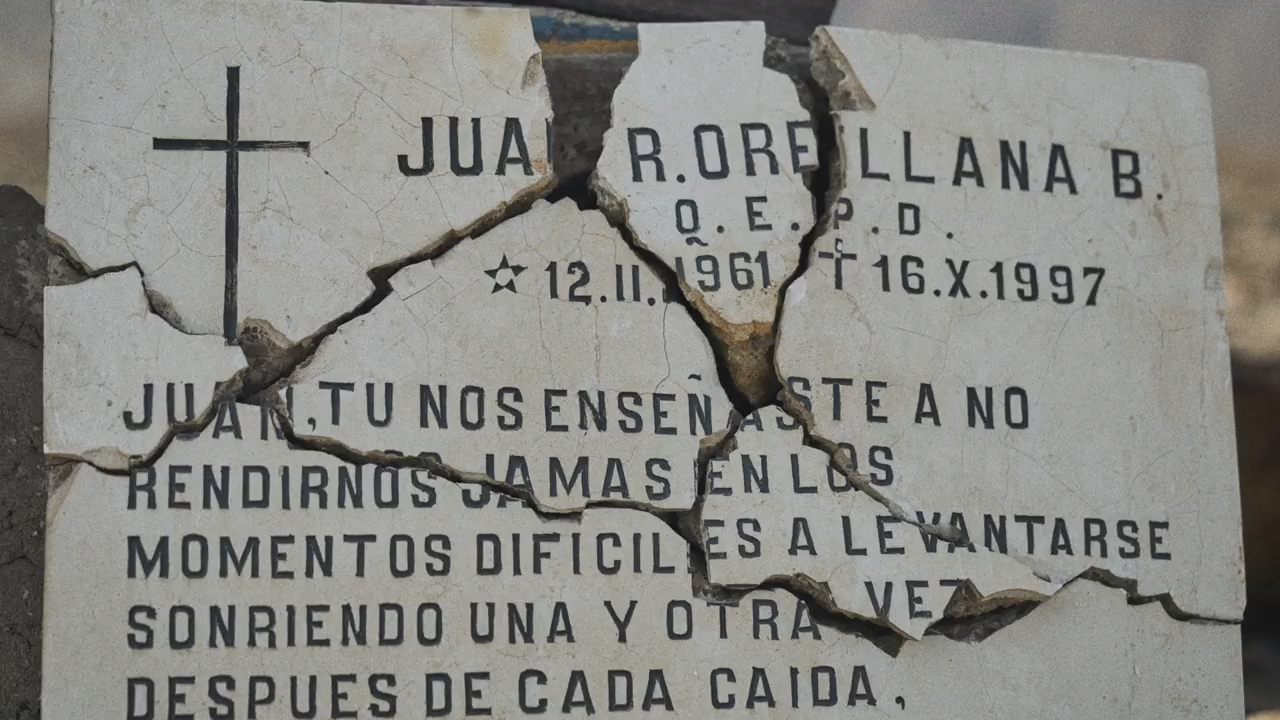 JUAN R. ORELLANA B.
Q. E. P. D.
☆ 12.II.1961 † 16.X.1997
JUAN, TU NOS ENSEÑASTE A NO
RENDIRNOS JAMAS EN LOS
MOMENTOS DIFICILES A LEVANTARSE
SONRIENDO UNA Y OTRA VEZ
DESPUES DE CADA CAIDA,